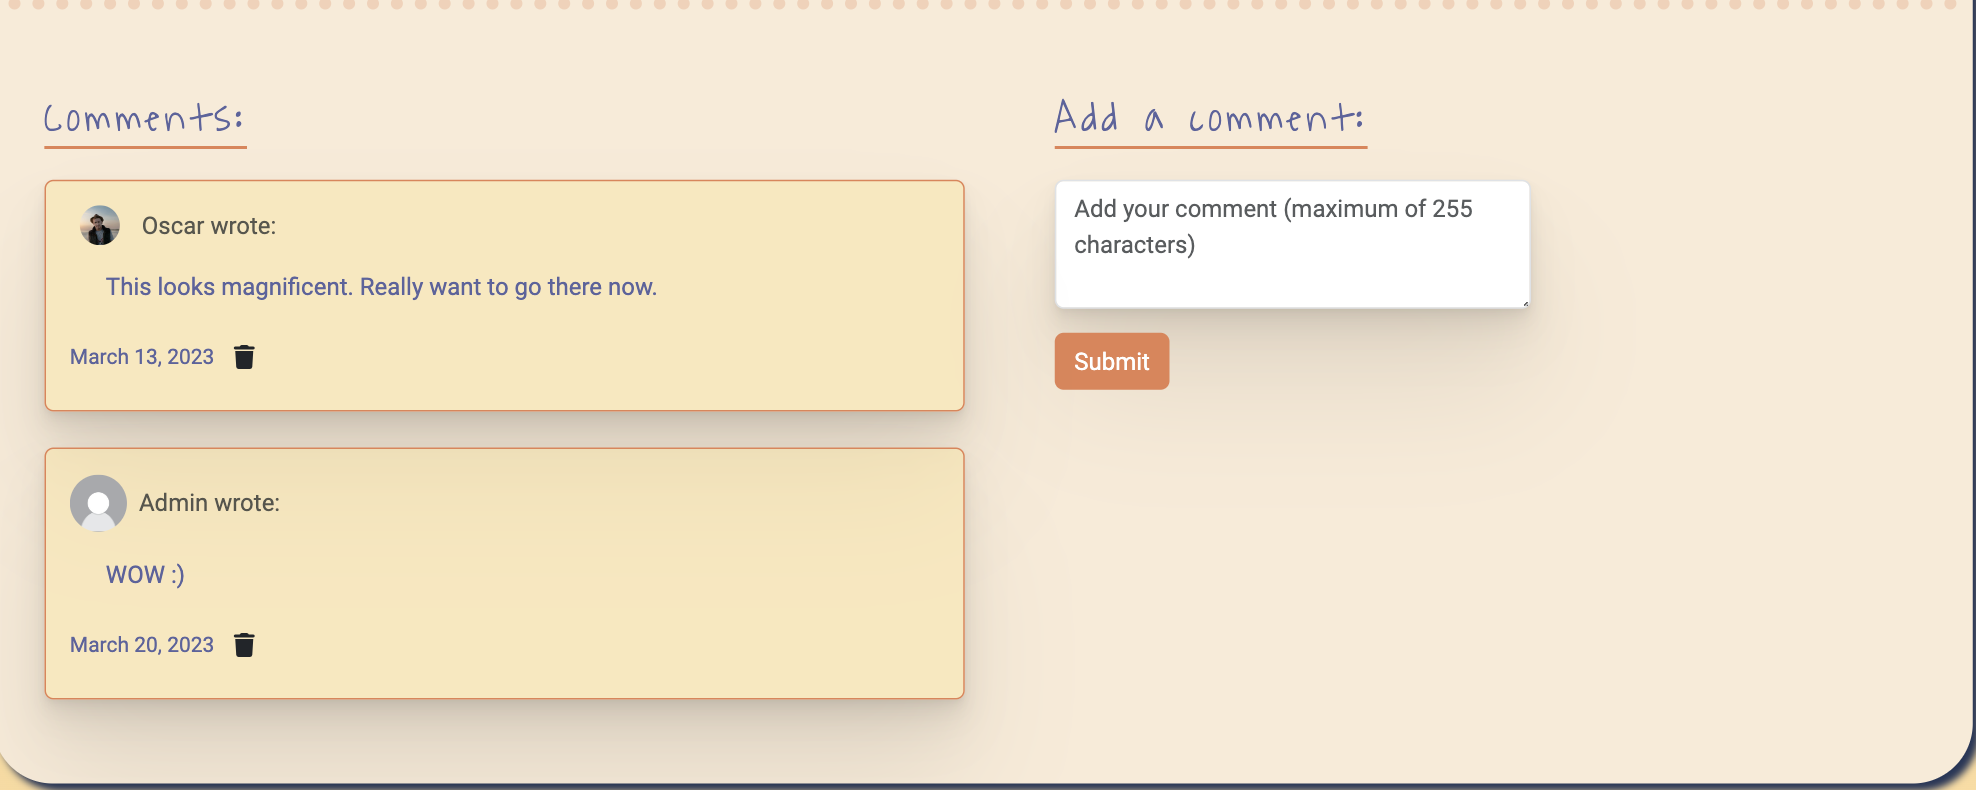 Comments:
Oscar wrote:
This looks magnificent. Really want to go there now.
March 13, 2023
Admin wrote:
WOW :)
March 20, 2023
Add a comment:
Add your comment (maximum of 255
characters)
Submit